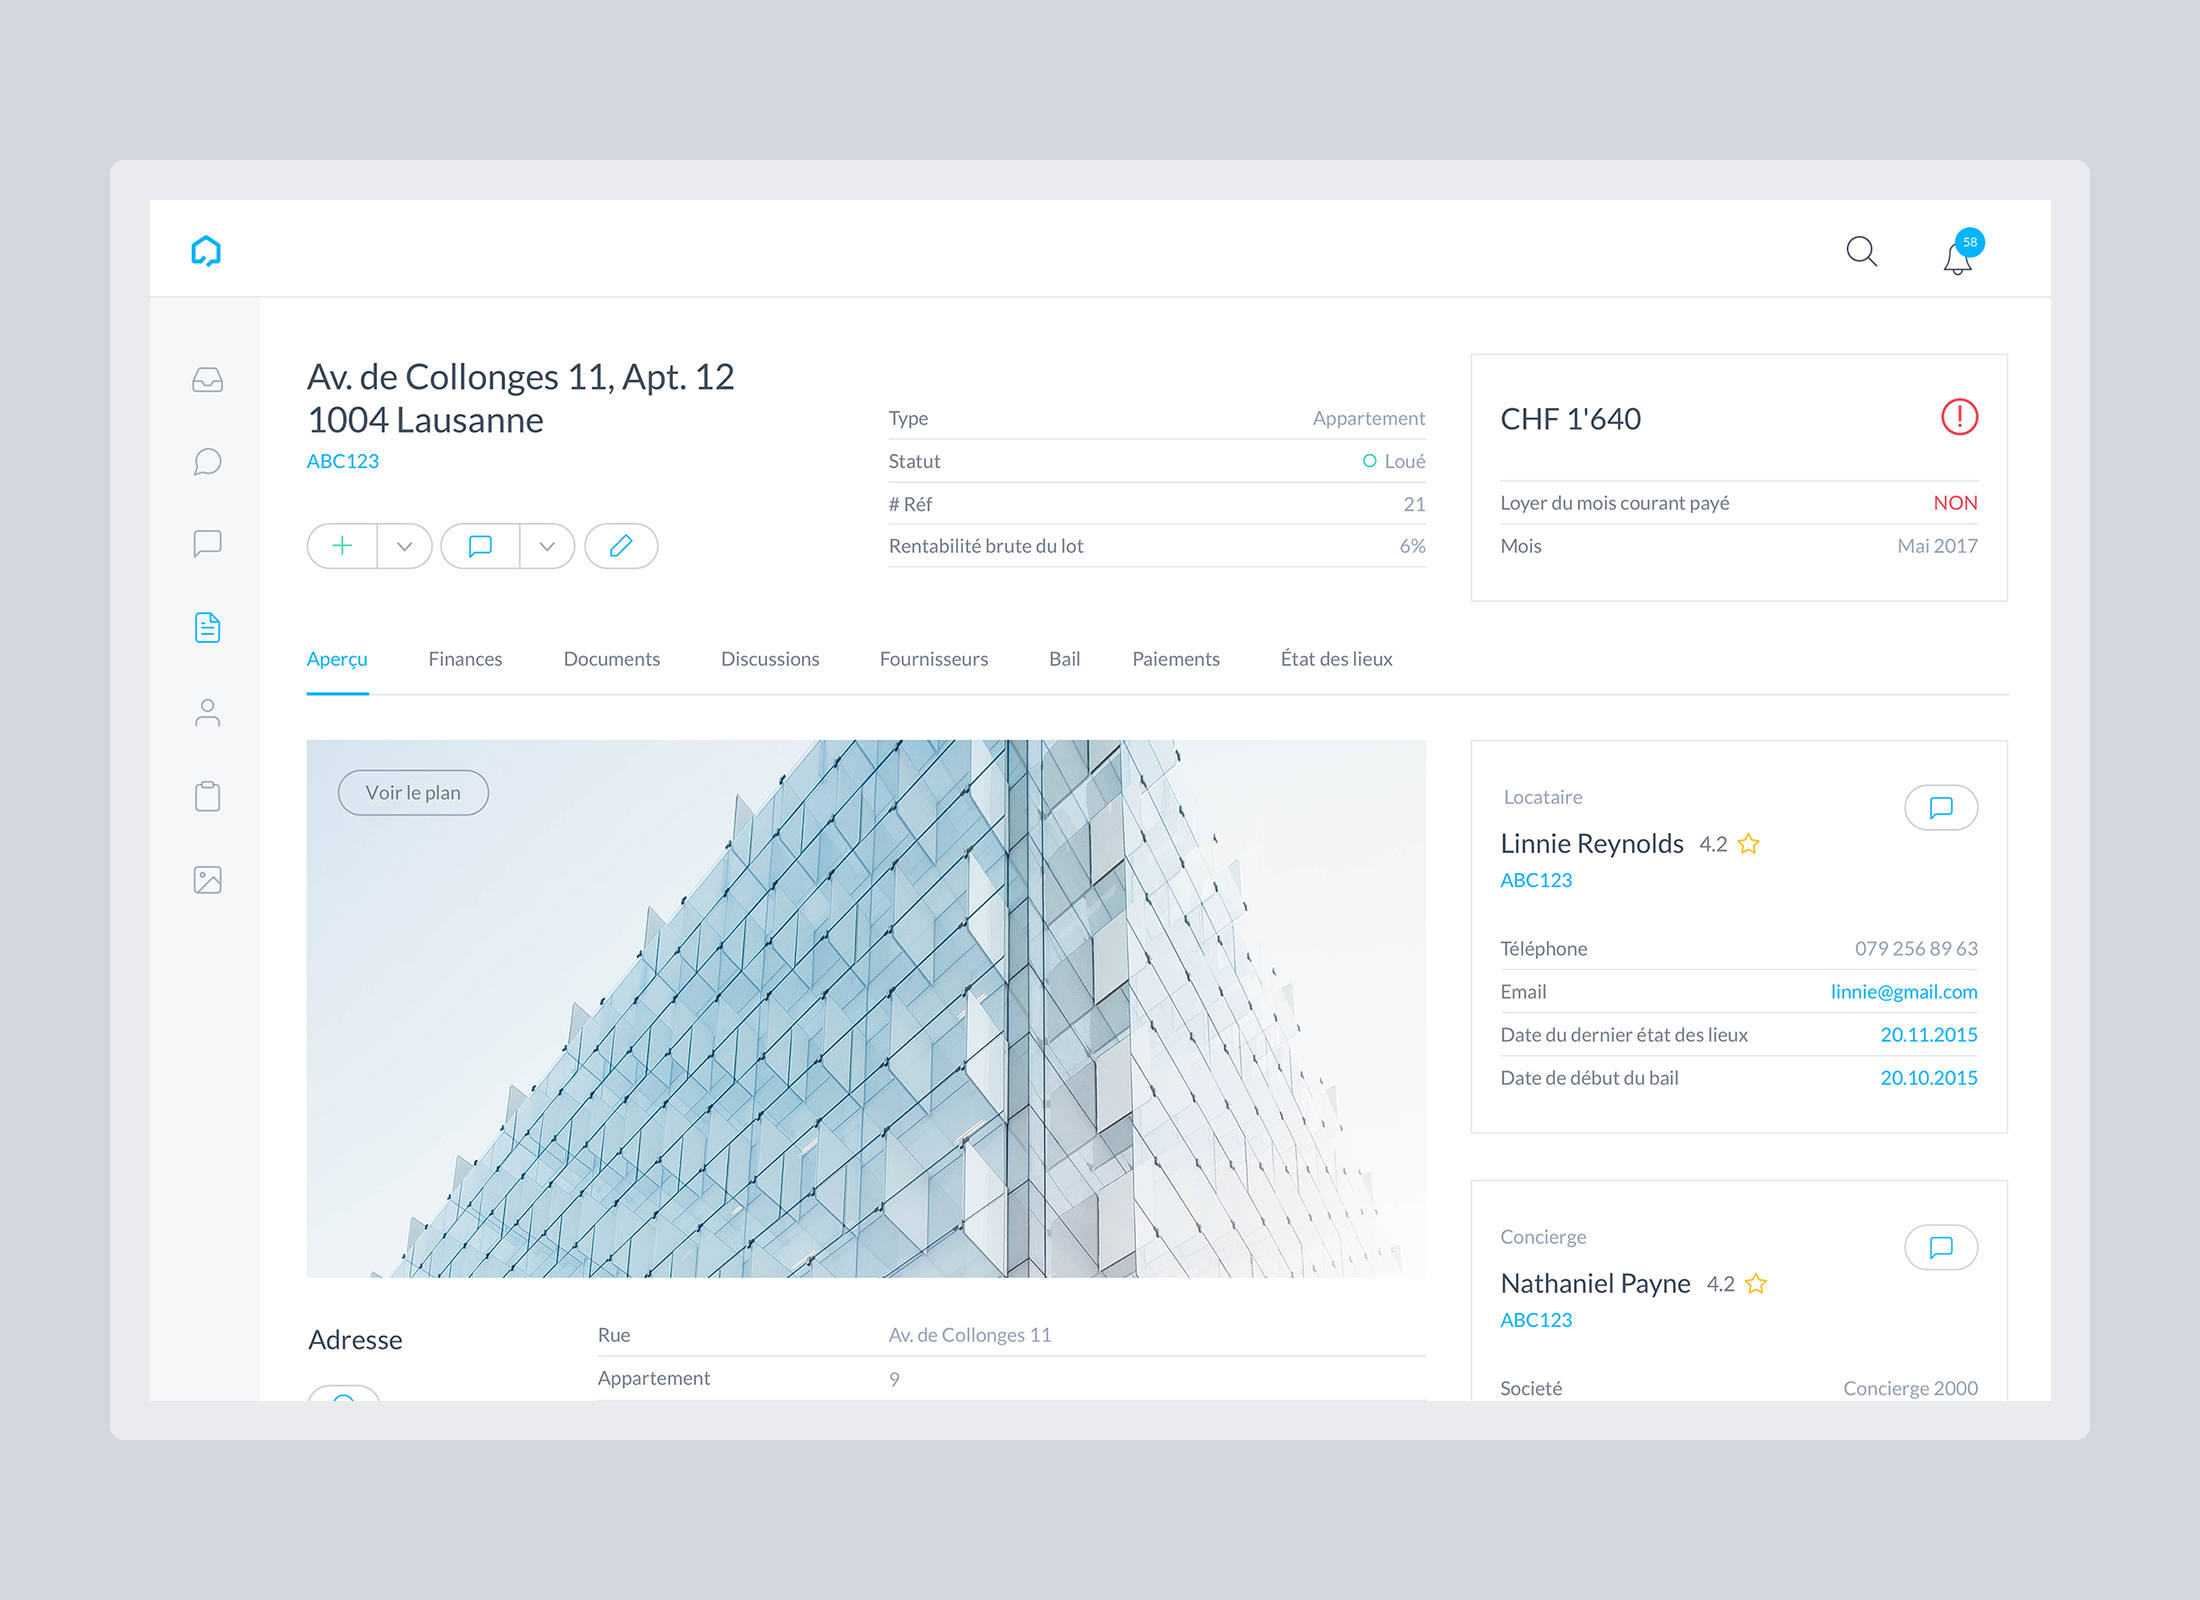 58
Av. de Collonges 11, Apt. 12
1004 Lausanne
ABC123
Type Appartement
Statut Loué
# Réf 21
Rentabilité brute du lot 6%
CHF 1'640
Loyer du mois courant payé NON
Mois Mai 2017
Aperçu Finances Documents Discussions Fournisseurs Bail Paiements État des lieux
Voir le plan
Locataire
Linnie Reynolds 4.2
ABC123
Téléphone 079 256 89 63
Email linnie@gmail.com
Date du dernier état des lieux 20.11.2015
Date de début du bail 20.10.2015
Concierge
Nathaniel Payne 4.2
ABC123
Societé Concierge 2000
Adresse
Rue Av. de Collonges 11
Appartement 9